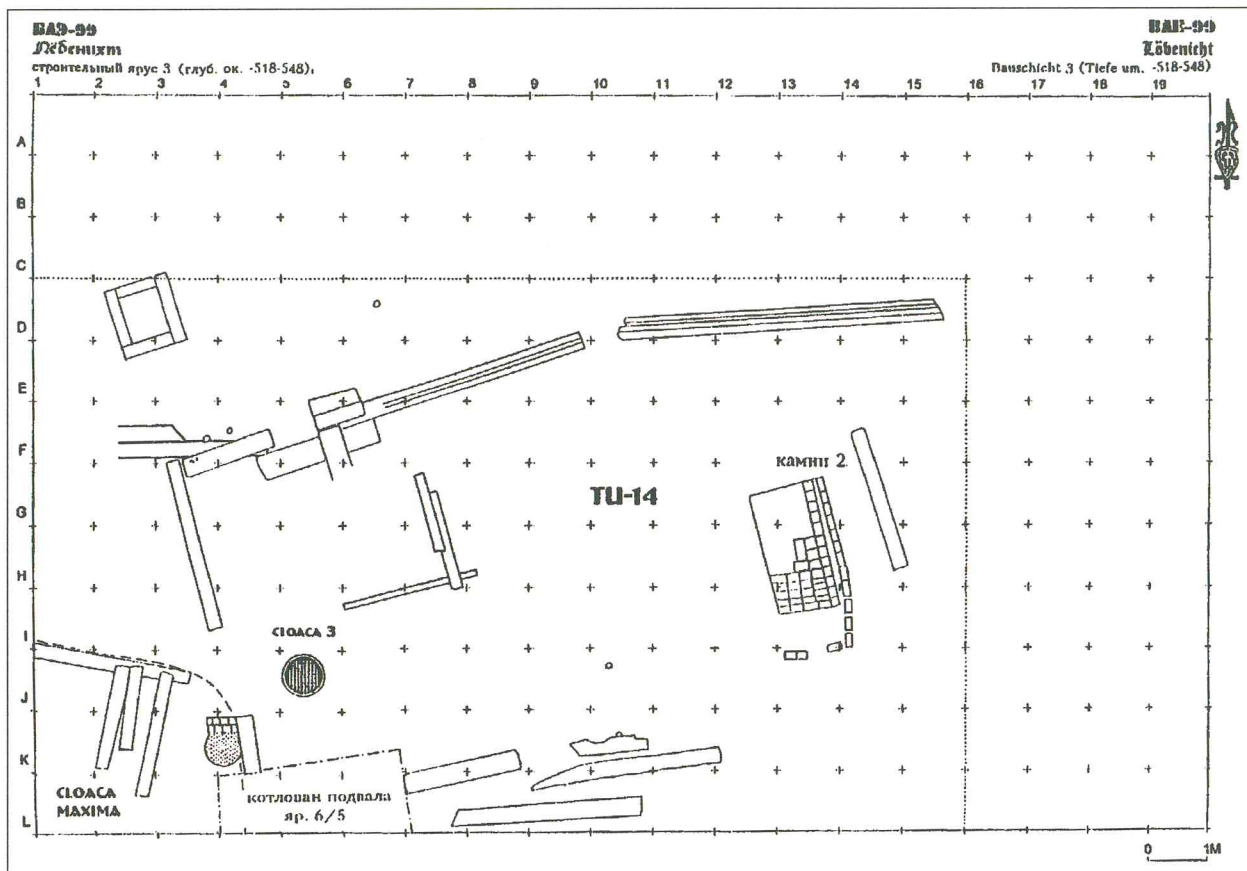 БАЭ-99
Лёбенихт
строительный ярус 3 (глуб. ок. -518-548),
BAE-99
Löbenicht
Bauschicht 3 (Tiefe um. -518-548)
1 2 3 4 5 6 7 8 9 10 11 12 13 14 15 16 17 18 19
A
B
C
D
E
F
G
H
I
J
K
L
камин 2
TU-14
CLOACA 3
CLOACA
MAXIMA
котлован подвала
яр. 6/5
0 1M